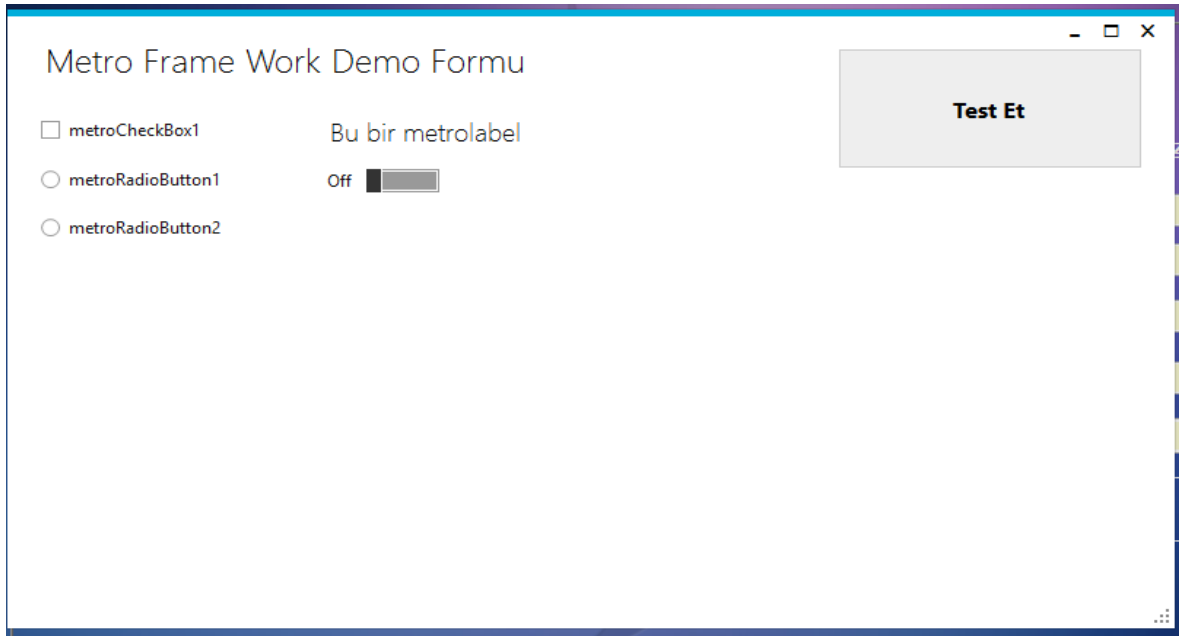 Metro Frame Work Demo Formu
Test Et
metroCheckBox1
Bu bir metrolabel
metroRadioButton1
Off
metroRadioButton2